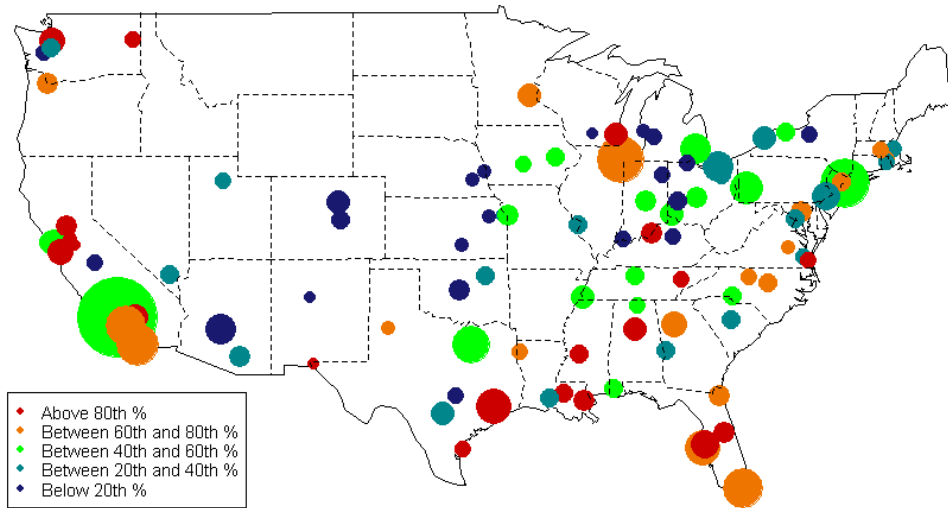 Above 80th %
Between 60th and 80th %
Between 40th and 60th %
Between 20th and 40th %
Below 20th %